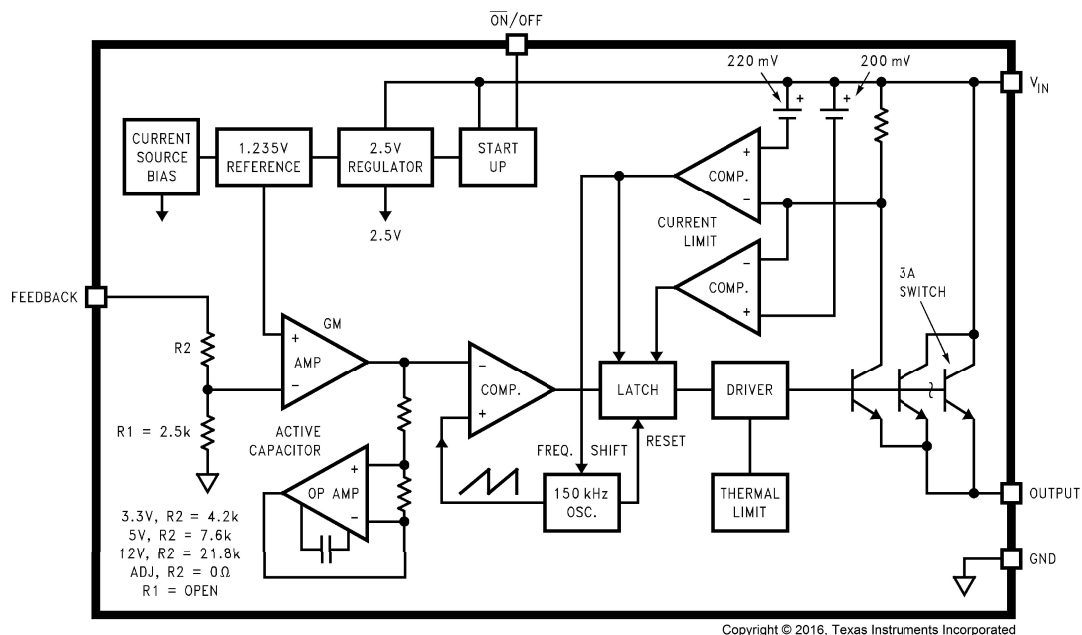 ON/OFF
220 mV
200 mV
VIN
CURRENT
SOURCE
BIAS
1.235V
REFERENCE
2.5V
REGULATOR
START
UP
+
+
+
COMP.
−
2.5V
CURRENT
LIMIT
−
COMP.
+
FEEDBACK
3A
SWITCH
R2
GM
+
AMP
−
−
COMP.
+
LATCH
DRIVER
R1 = 2.5k
ACTIVE
CAPACITOR
FREQ. SHIFT
RESET
+
OP AMP
−
150 kHz
OSC.
THERMAL
LIMIT
OUTPUT
3.3V, R2 = 4.2k
5V, R2 = 7.6k
12V, R2 = 21.8k
ADJ, R2 = 0Ω
R1 = OPEN
GND
Copyright © 2016, Texas Instruments Incorporated